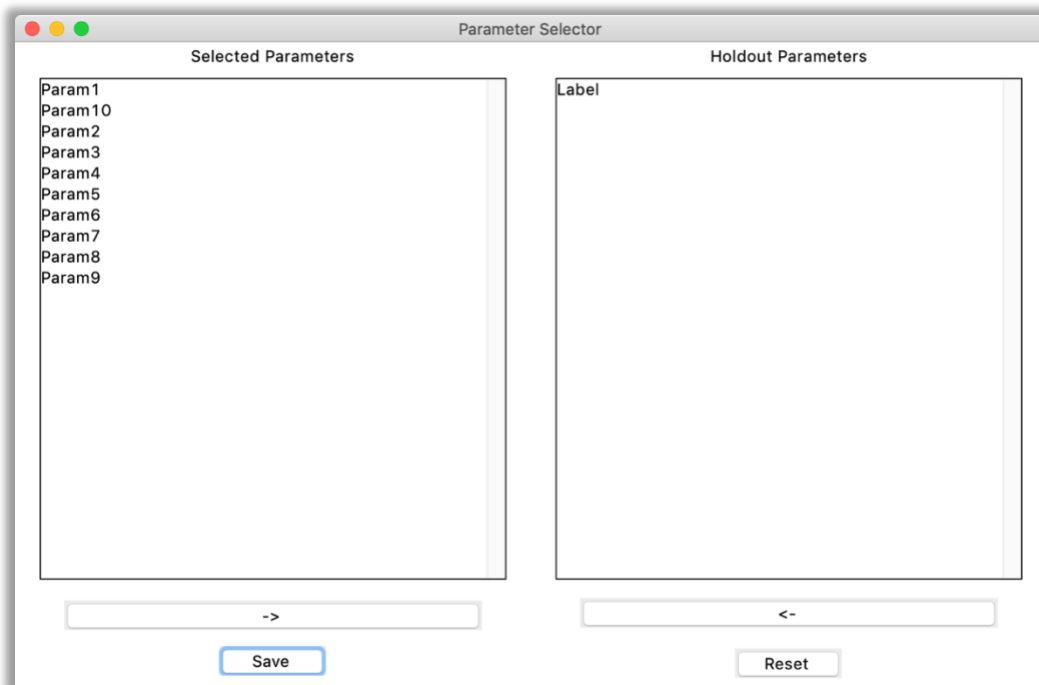 Parameter Selector
Selected Parameters
Holdout Parameters
Param1
Param10
Param2
Param3
Param4
Param5
Param6
Param7
Param8
Param9
Label
->
<-
Save
Reset